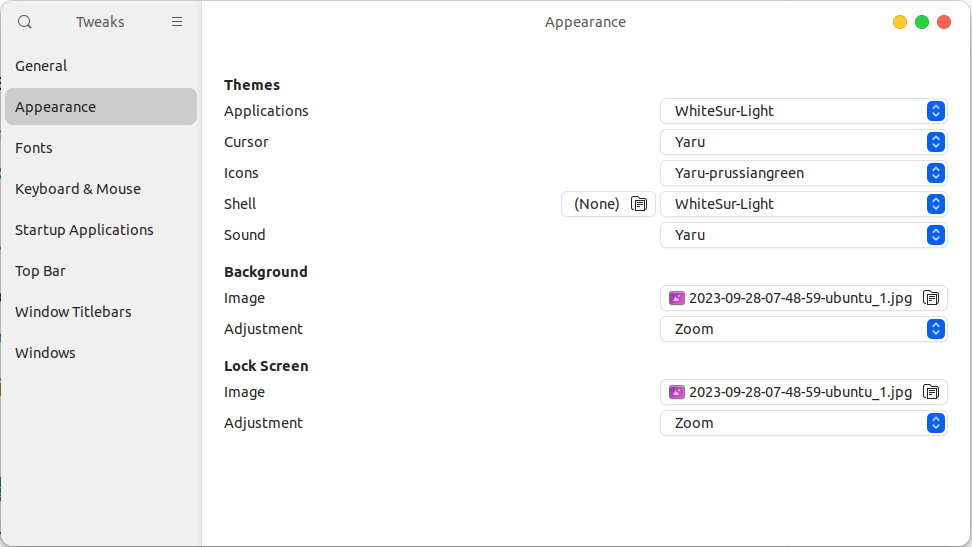 Tweaks
Appearance
General
Appearance
Fonts
Keyboard & Mouse
Startup Applications
Top Bar
Window Titlebars
Windows
Themes
Applications WhiteSur-Light
Cursor Yaru
Icons Yaru-prussiangreen
Shell (None) WhiteSur-Light
Sound Yaru
Background
Image 2023-09-28-07-48-59-ubuntu_1.jpg
Adjustment Zoom
Lock Screen
Image 2023-09-28-07-48-59-ubuntu_1.jpg
Adjustment Zoom